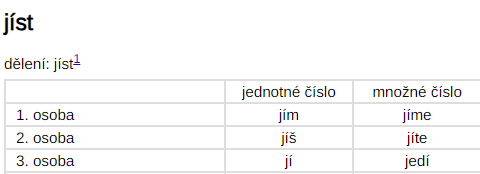 jíst
dělení: jíst1
jednotné číslo množné číslo
1. osoba jím jíme
2. osoba jíš jíte
3. osoba jí jedí